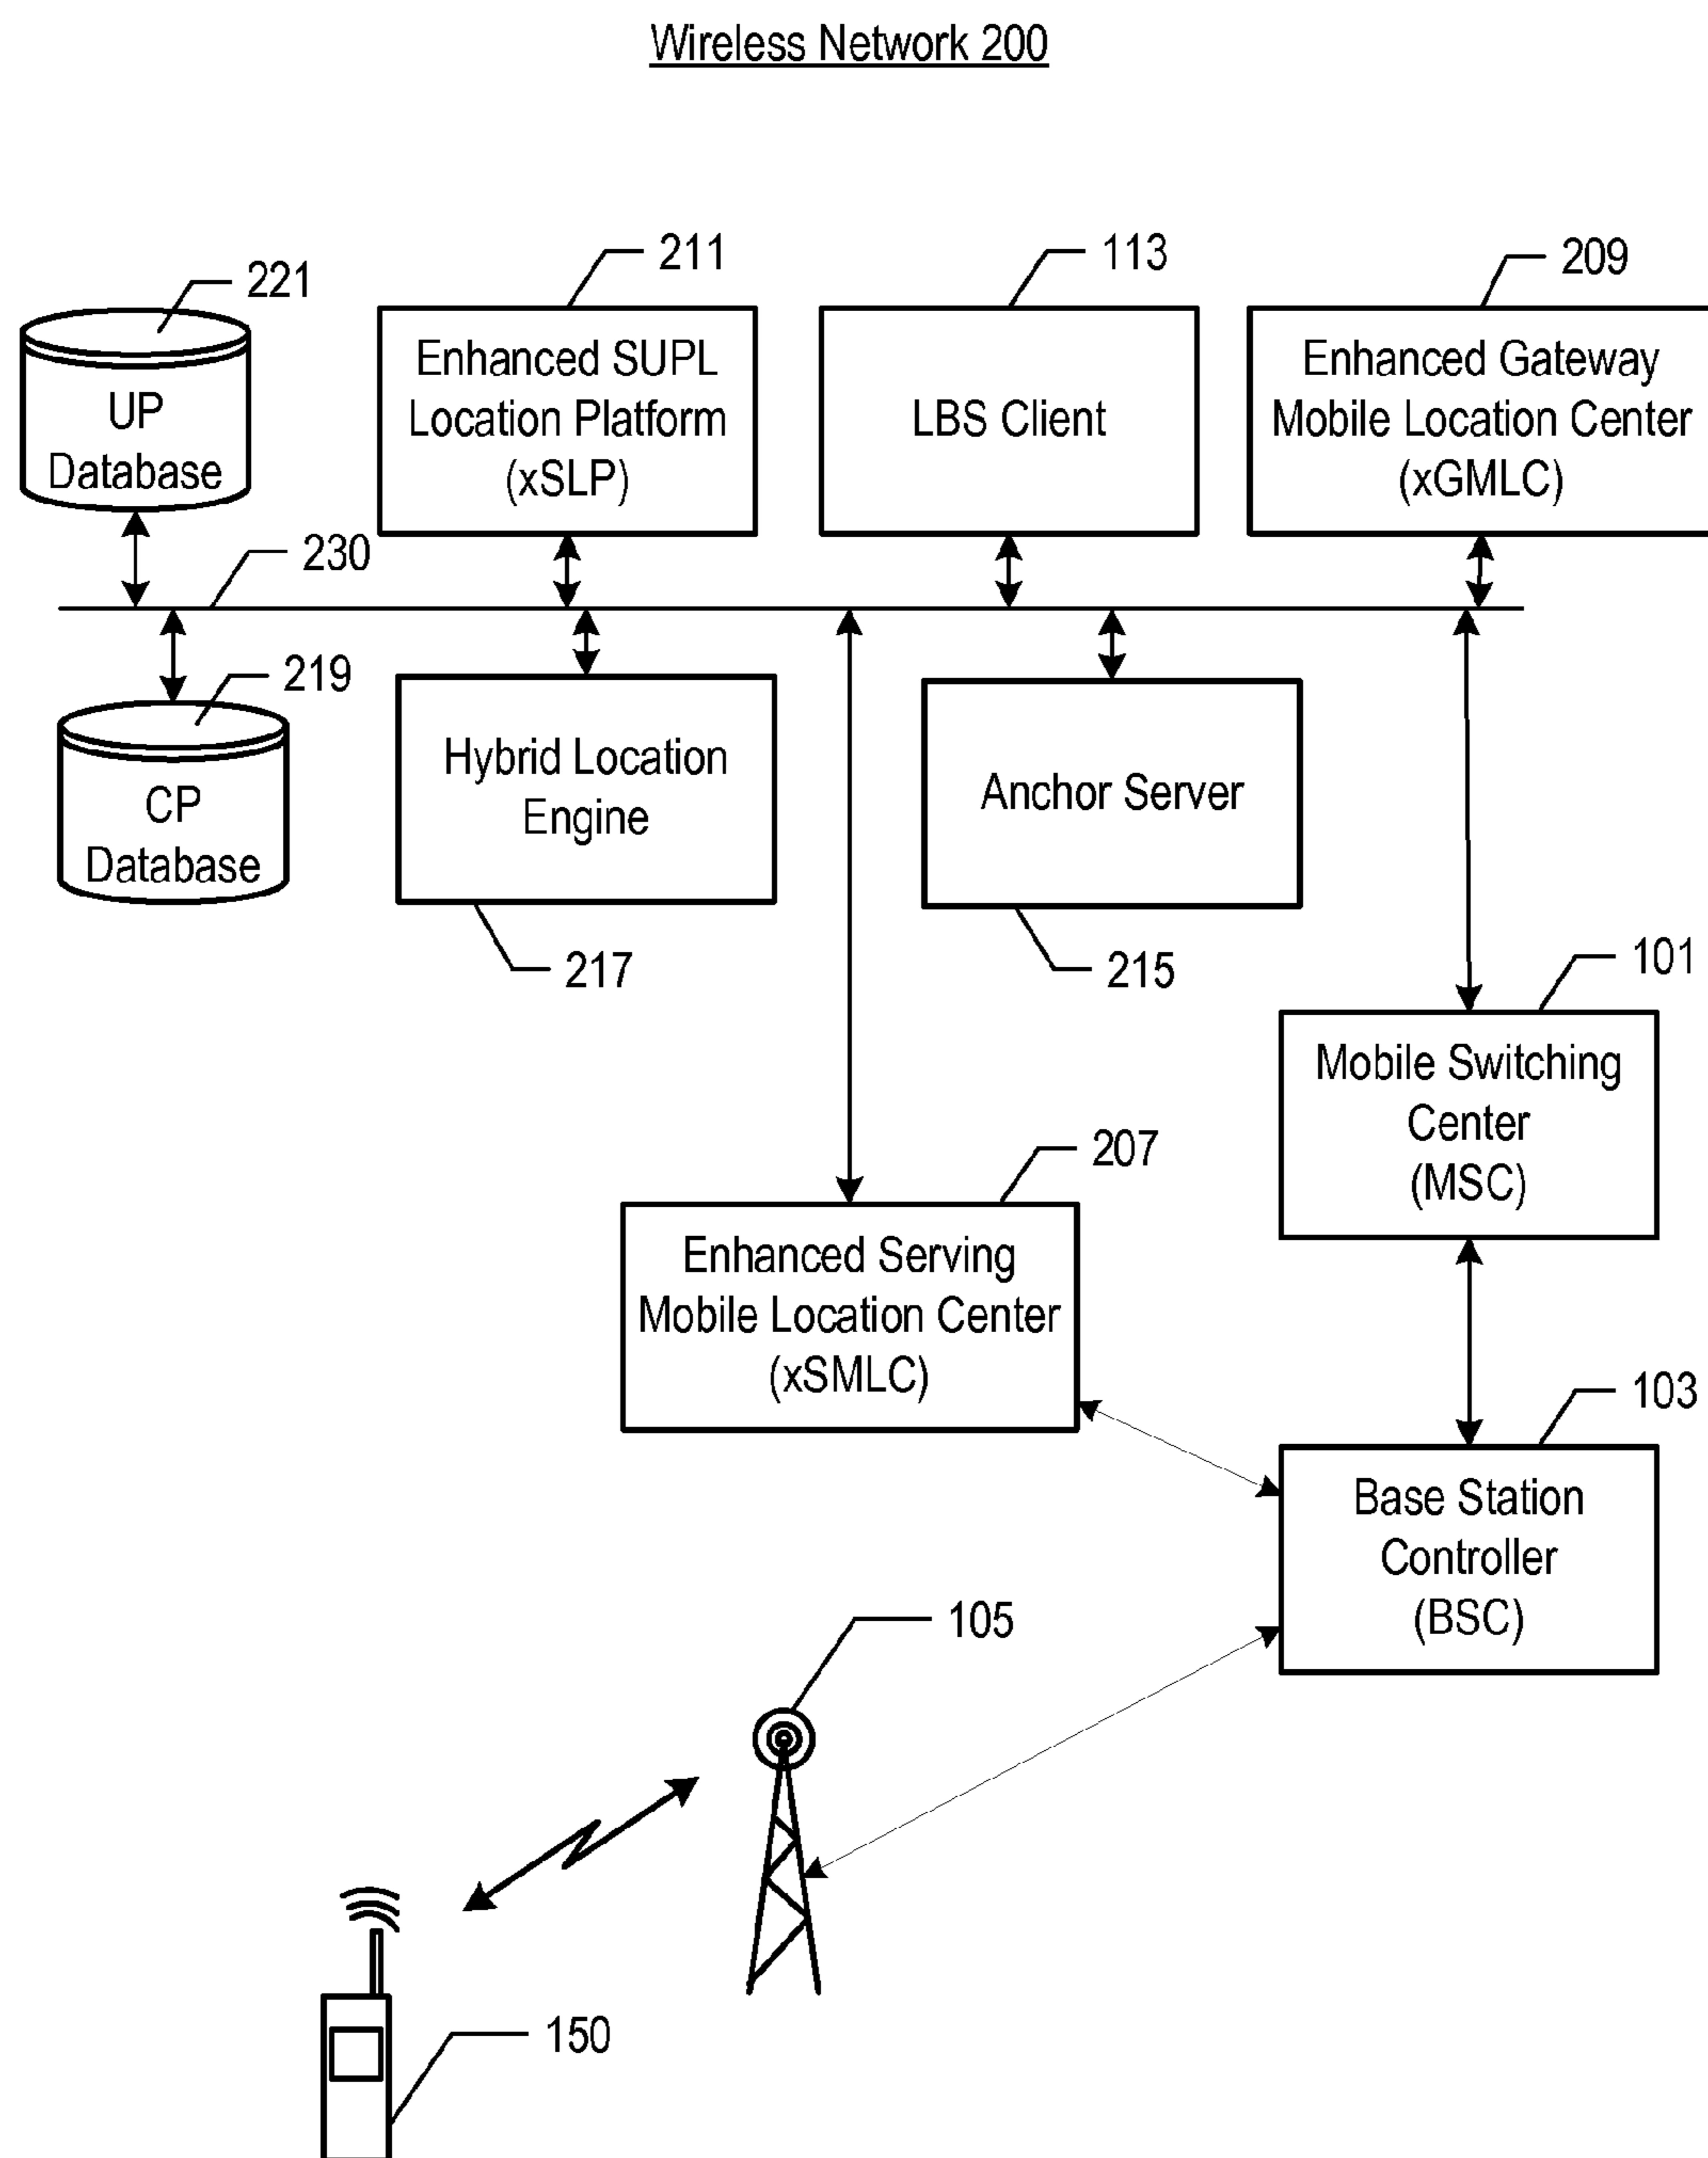 Wireless Network 200
221
211
113
209
UP
Database
Enhanced SUPL
Location Platform
(xSLP)
LBS Client
Enhanced Gateway
Mobile Location Center
(xGMLC)
230
219
CP
Database
Hybrid Location
Engine
Anchor Server
217
215
101
Mobile Switching
Center
(MSC)
207
Enhanced Serving
Mobile Location Center
(xSMLC)
103
Base Station
Controller
(BSC)
105
150